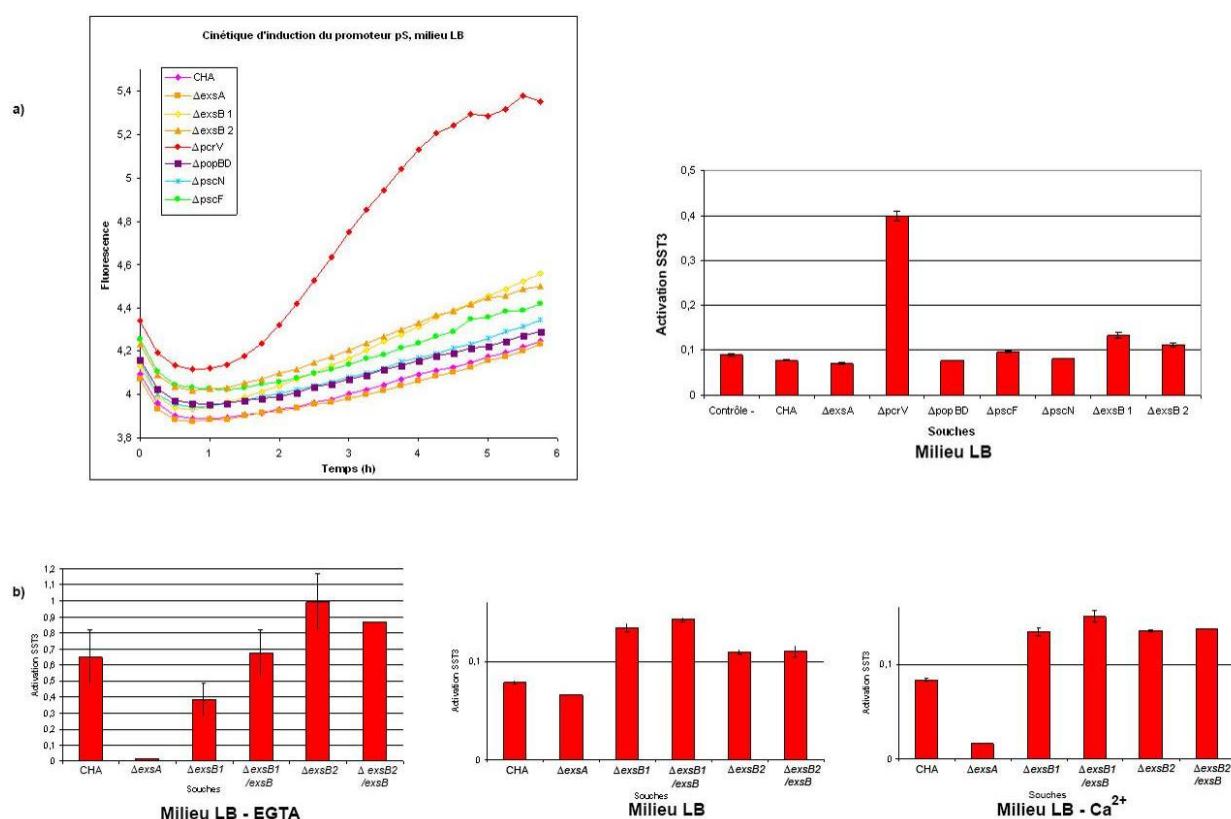 a)
Cinétique d'induction du promoteur pS, milieu LB
CHA
ΔexsA
ΔexsB 1
ΔexsB 2
ΔpcrV
ΔpopBD
ΔpscN
ΔpscF
Fluorescence
5,4
5,2
5
4,8
4,6
4,4
4,2
4
3,8
0 1 2 3 4 5 6
Temps (h)
Activation SST3
0,5
0,4
0,3
0,2
0,1
0
Contrôle - CHA ΔexsA ΔpcrV ΔpopBD ΔpscF ΔpscN ΔexsB 1 ΔexsB 2
Souches
Milieu LB
b)
Activation SST3
1,2
1,1
1
0,9
0,8
0,7
0,6
0,5
0,4
0,3
0,2
0,1
0
CHA ΔexsA ΔexsB1 ΔexsB1 ΔexsB2 ΔexsB2
/exsB /exsB
Souches
Milieu LB - EGTA
Activation SST3
0,1
0
CHA ΔexsA ΔexsB1 ΔexsB1 ΔexsB2 ΔexsB2
/exsB /exsB
Souches
Milieu LB
Activation SST3
0,1
0
CHA ΔexsA ΔexsB1 ΔexsB1 ΔexsB2 ΔexsB2
/exsB /exsB
Souches
Milieu LB - Ca²⁺